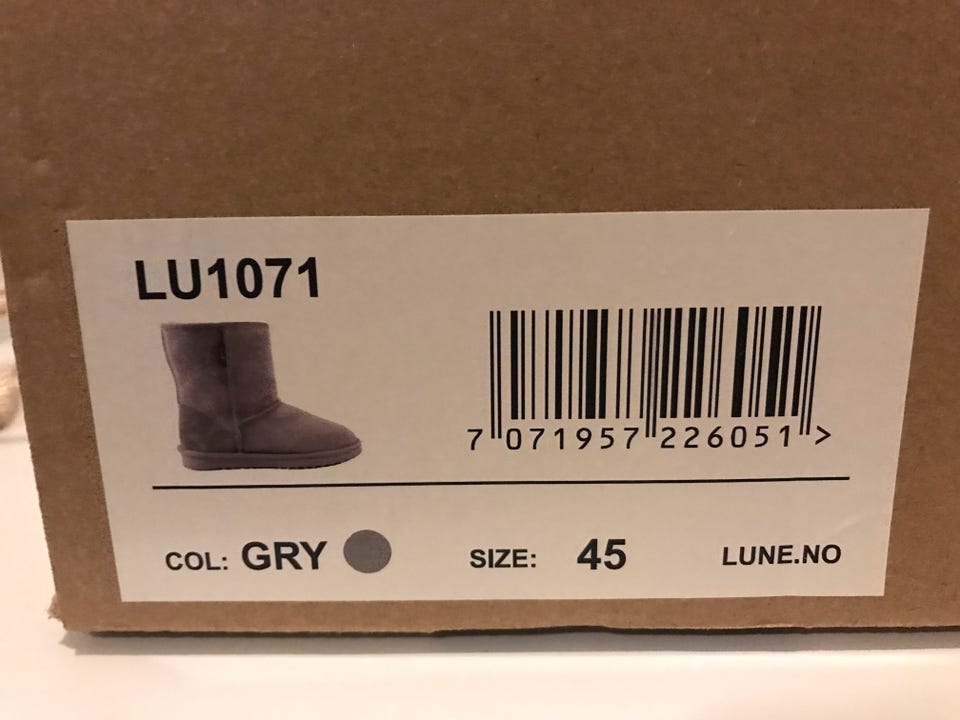 LU1071
7 071957 226051 >
COL: GRY SIZE: 45 LUNE.NO